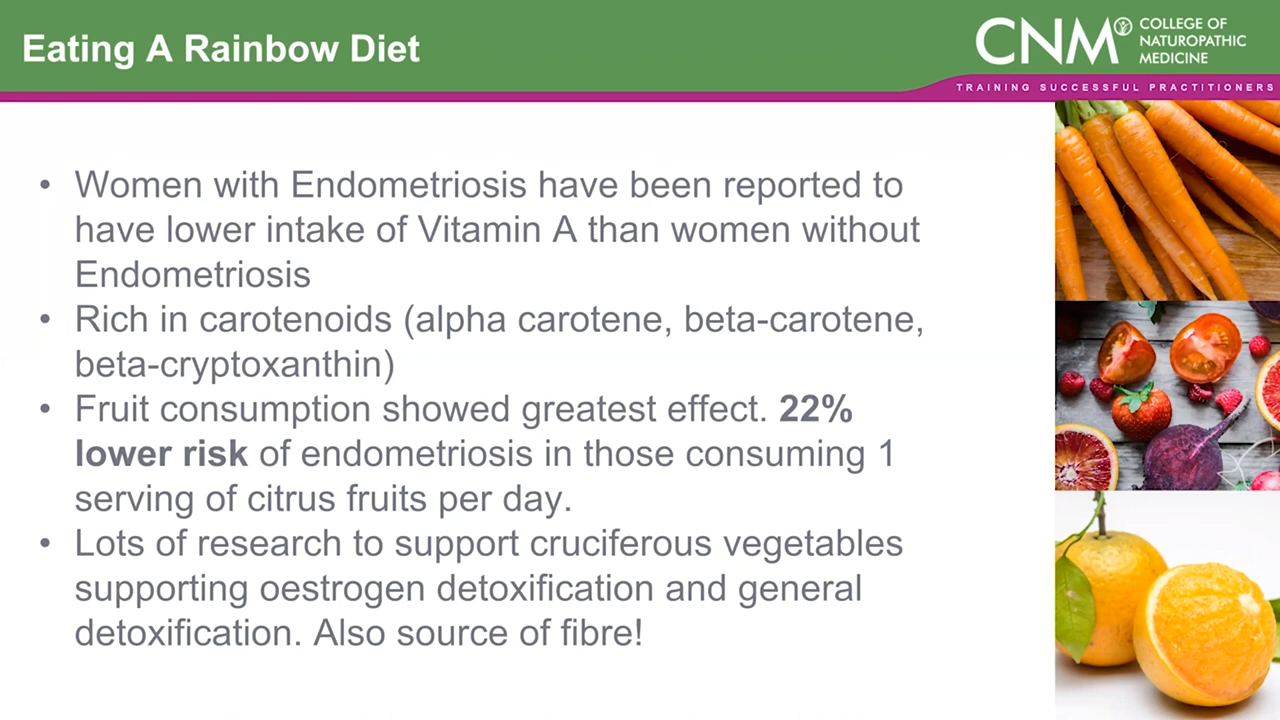 Eating A Rainbow Diet
CNM
COLLEGE OF
NATUROPATHIC
MEDICINE
TRAINING SUCCESSFUL PRACTITIONERS
• Women with Endometriosis have been reported to
have lower intake of Vitamin A than women without
Endometriosis
• Rich in carotenoids (alpha carotene, beta-carotene,
beta-cryptoxanthin)
• Fruit consumption showed greatest effect. 22%
lower risk of endometriosis in those consuming 1
serving of citrus fruits per day.
• Lots of research to support cruciferous vegetables
supporting oestrogen detoxification and general
detoxification. Also source of fibre!